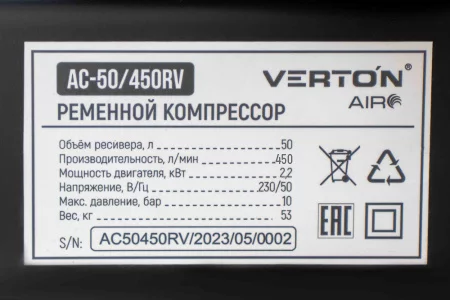 AC-50/450RV
VERTON®
AIR
РЕМЕННОЙ КОМПРЕССОР
Объём ресивера, л 50
Производительность, л/мин 450
Мощность двигателя, кВт 2,2
Напряжение, В/Гц 230/50
Макс. давление, бар 10
Вес, кг 53
EAC
S/N: AC50450RV/2023/05/0002